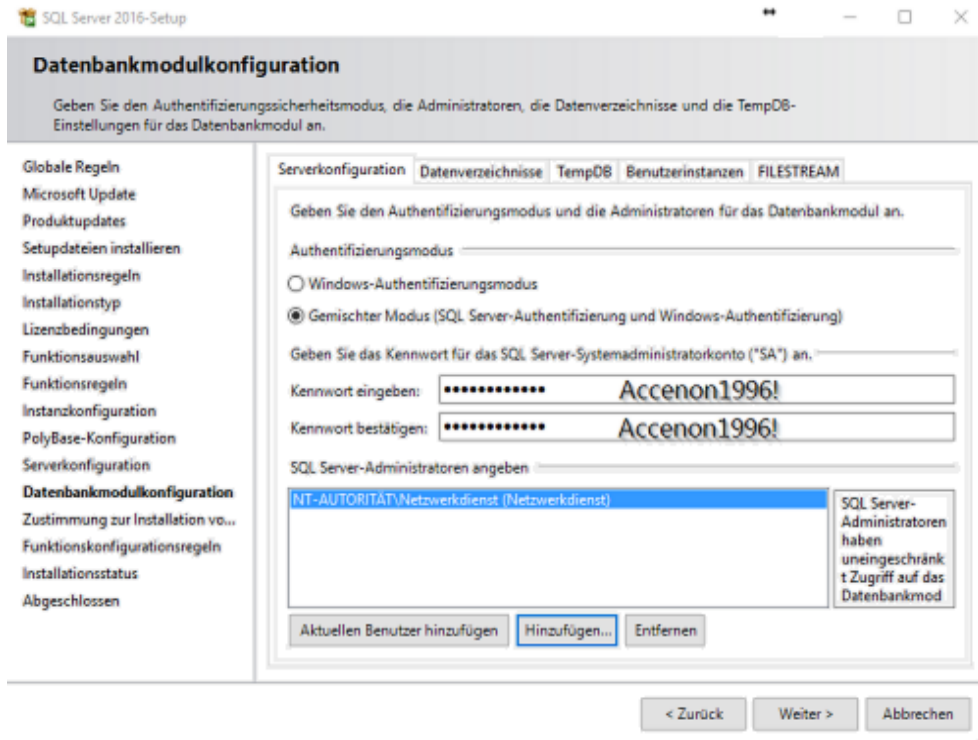 SQL Server 2016-Setup
Datenbankmodulkonfiguration
Geben Sie den Authentifizierungssicherheitsmodus, die Administratoren, die Datenverzeichnisse und die TempDB-
Einstellungen für das Datenbankmodul an.
Globale Regeln
Microsoft Update
Produktupdates
Setupdateien installieren
Installationsregeln
Installationstyp
Lizenzbedingungen
Funktionsauswahl
Funktionsregeln
Instanzkonfiguration
PolyBase-Konfiguration
Serverkonfiguration
Datenbankmodulkonfiguration
Zustimmung zur Installation vo...
Funktionskonfigurationsregeln
Installationsstatus
Abgeschlossen
Serverkonfiguration Datenverzeichnisse TempDB Benutzerinstanzen FILESTREAM
Geben Sie den Authentifizierungsmodus und die Administratoren für das Datenbankmodul an.
Authentifizierungsmodus
Windows-Authentifizierungsmodus
Gemischter Modus (SQL Server-Authentifizierung und Windows-Authentifizierung)
Geben Sie das Kennwort für das SQL Server-Systemadministratorkonto ("SA") an.
Kennwort eingeben: •••••••••••• Accenon1996!
Kennwort bestätigen: •••••••••••• Accenon1996!
SQL Server-Administratoren angeben
NT-AUTORITÄT\Netzwerkdienst (Netzwerkdienst)
SQL Server-
Administratoren
haben
uneingeschränk
t Zugriff auf das
Datenbankmod
Aktuellen Benutzer hinzufügen Hinzufügen... Entfernen
< Zurück Weiter > Abbrechen